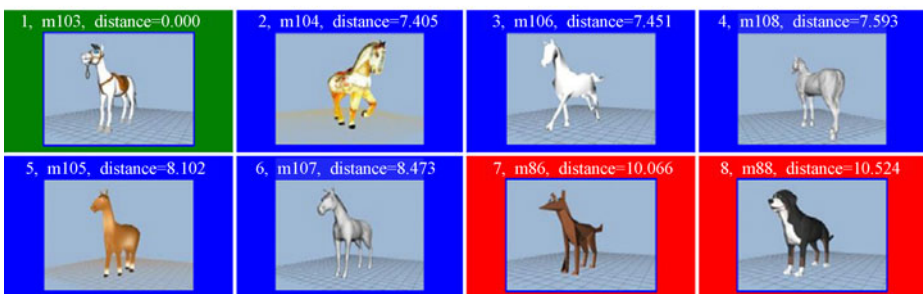 1, m103, distance=0.000
2, m104, distance=7.405
3, m106, distance=7.451
4, m108, distance=7.593
5, m105, distance=8.102
6, m107, distance=8.473
7, m86, distance=10.066
8, m88, distance=10.524